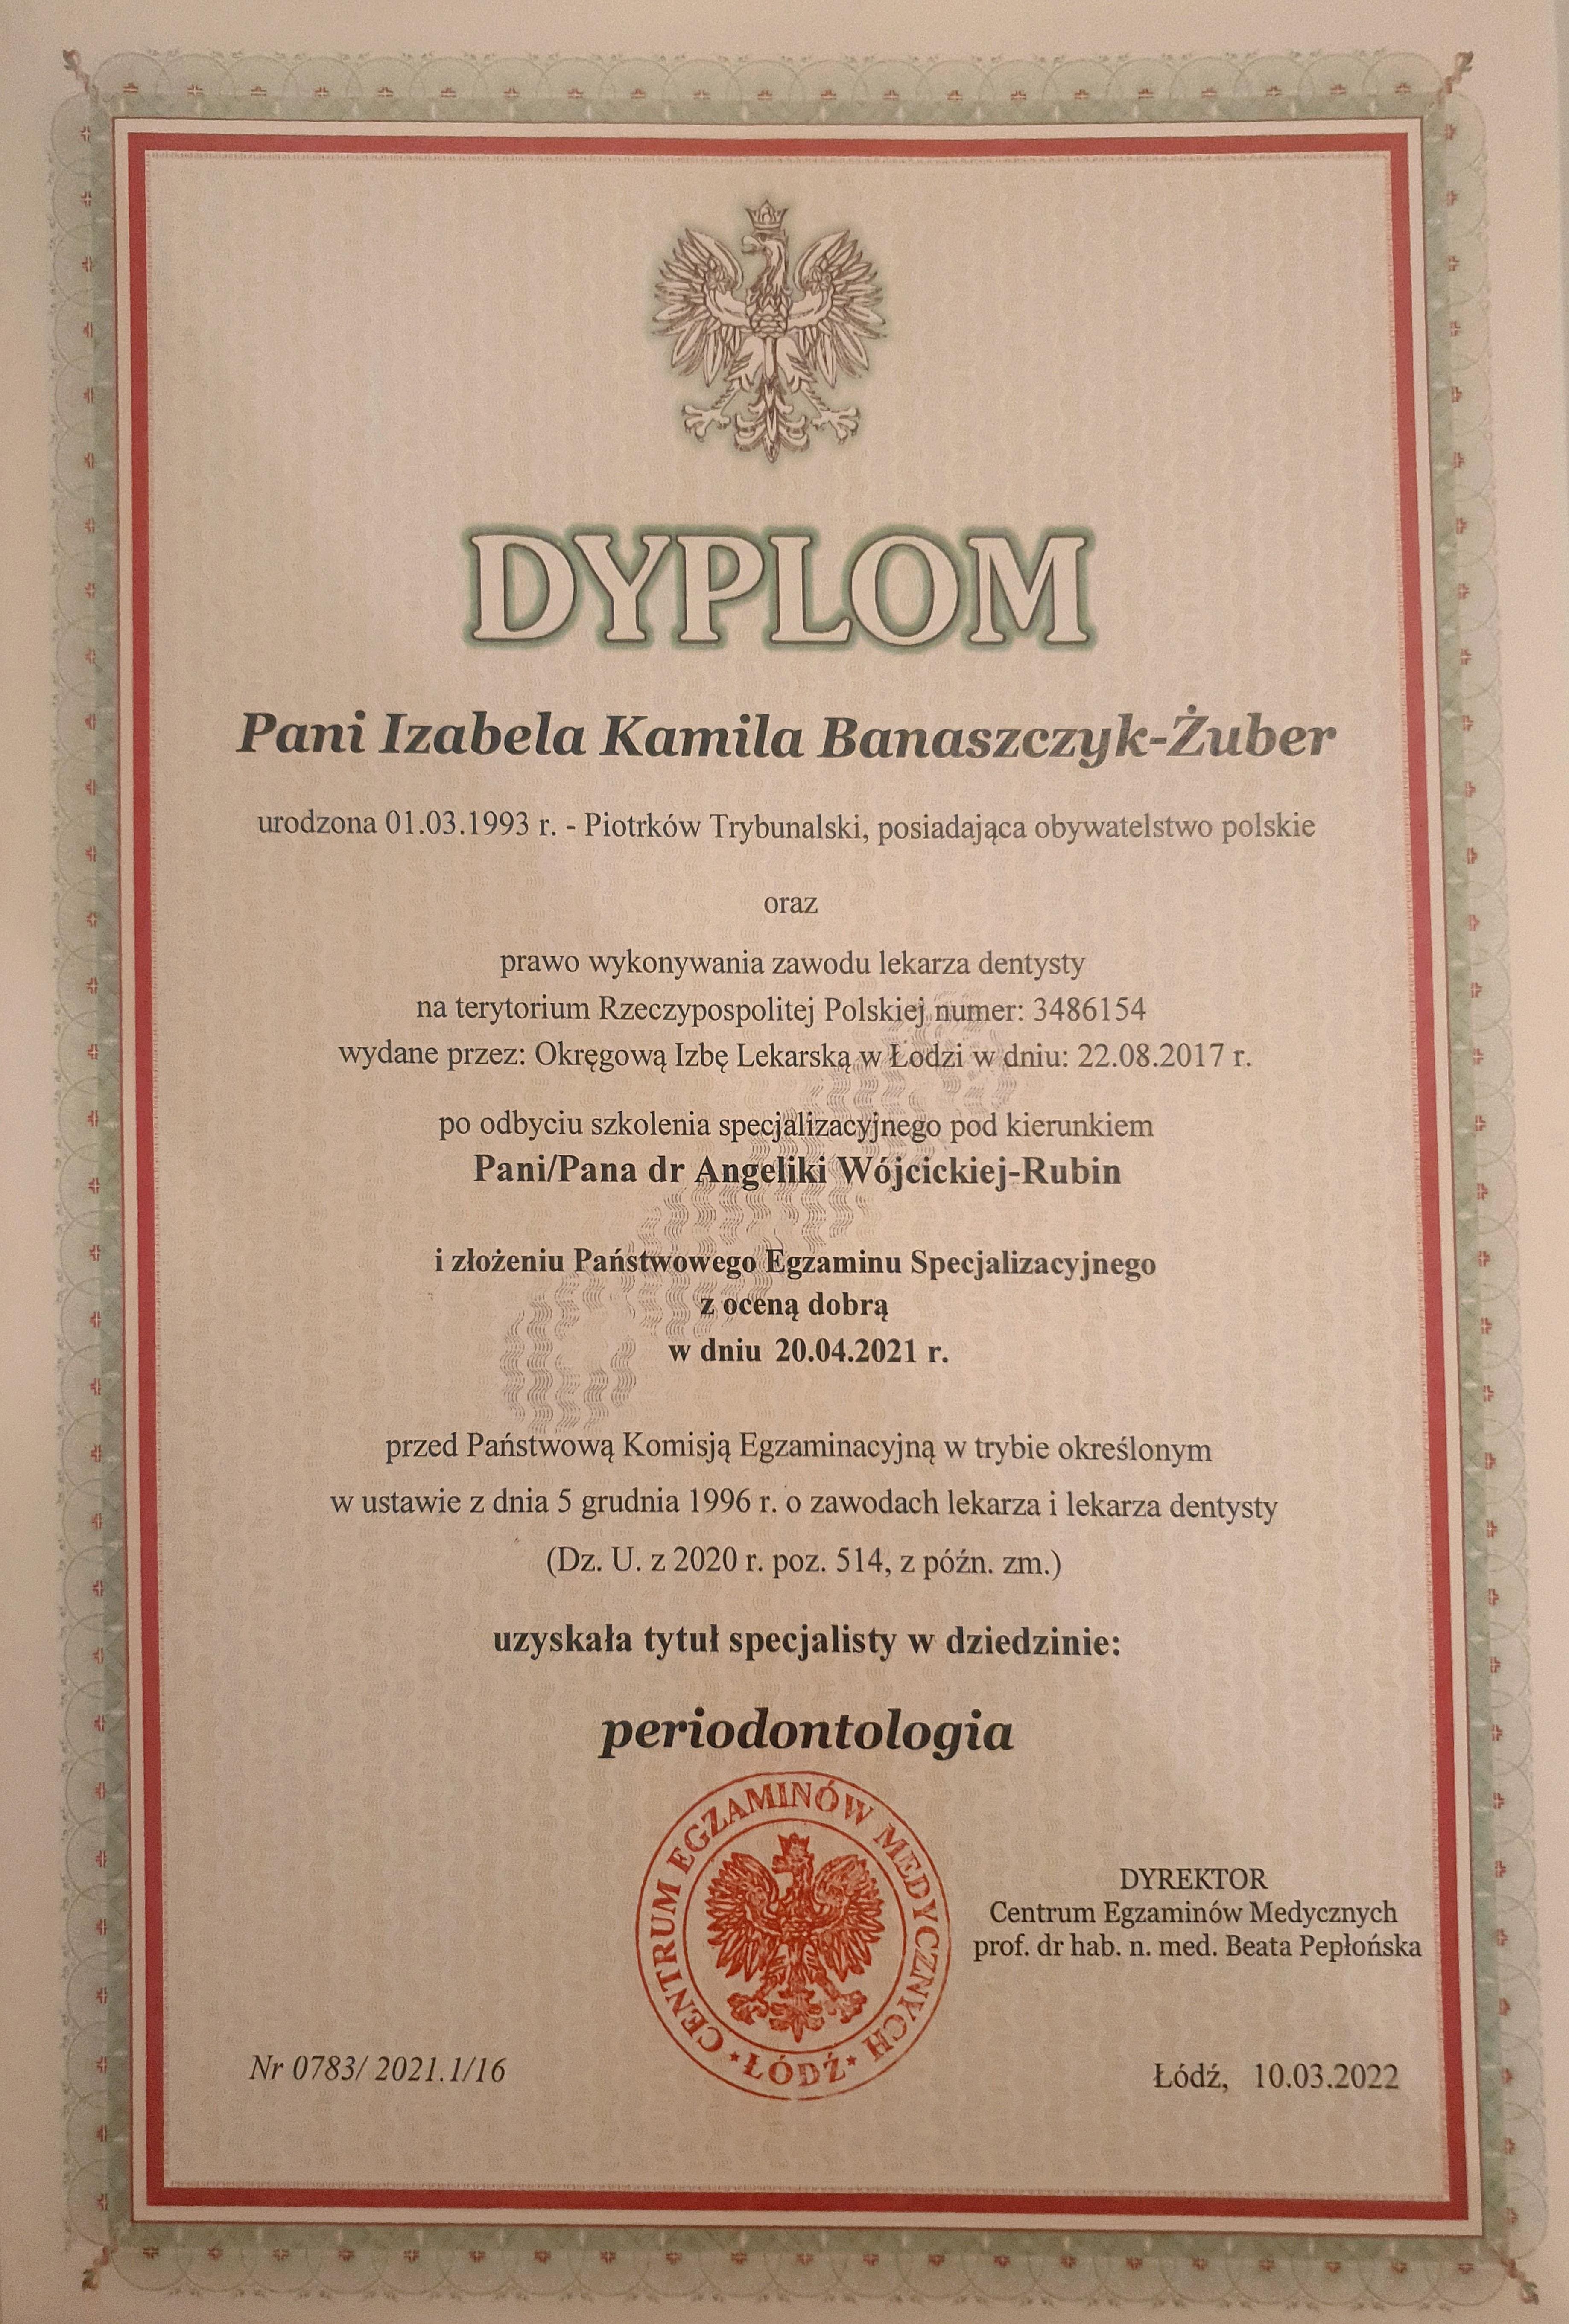 DYPLOM
Pani Izabela Kamila Banaszczyk-Żuber
urodzona 01.03.1993 r. - Piotrków Trybunalski, posiadająca obywatelstwo polskie
oraz
prawo wykonywania zawodu lekarza dentysty
na terytorium Rzeczypospolitej Polskiej numer: 3486154
wydane przez: Okręgową Izbę Lekarską w Łodzi w dniu: 22.08.2017 r.
po odbyciu szkolenia specjalizacyjnego pod kierunkiem
Pani/Pana dr Angeliki Wójcickiej-Rubin
i złożeniu Państwowego Egzaminu Specjalizacyjnego
z oceną dobrą
w dniu 20.04.2021 r.
przed Państwową Komisją Egzaminacyjną w trybie określonym
w ustawie z dnia 5 grudnia 1996 r. o zawodach lekarza i lekarza dentysty
(Dz. U. z 2020 r. poz. 514, z późn. zm.)
uzyskała tytuł specjalisty w dziedzinie:
periodontologia
CENTRUM EGZAMINÓW MEDYCZNYCH
* ŁÓDŹ *
DYREKTOR
Centrum Egzaminów Medycznych
prof. dr hab. n. med. Beata Pepłońska
Nr 0783/ 2021.1/16
Łódź, 10.03.2022